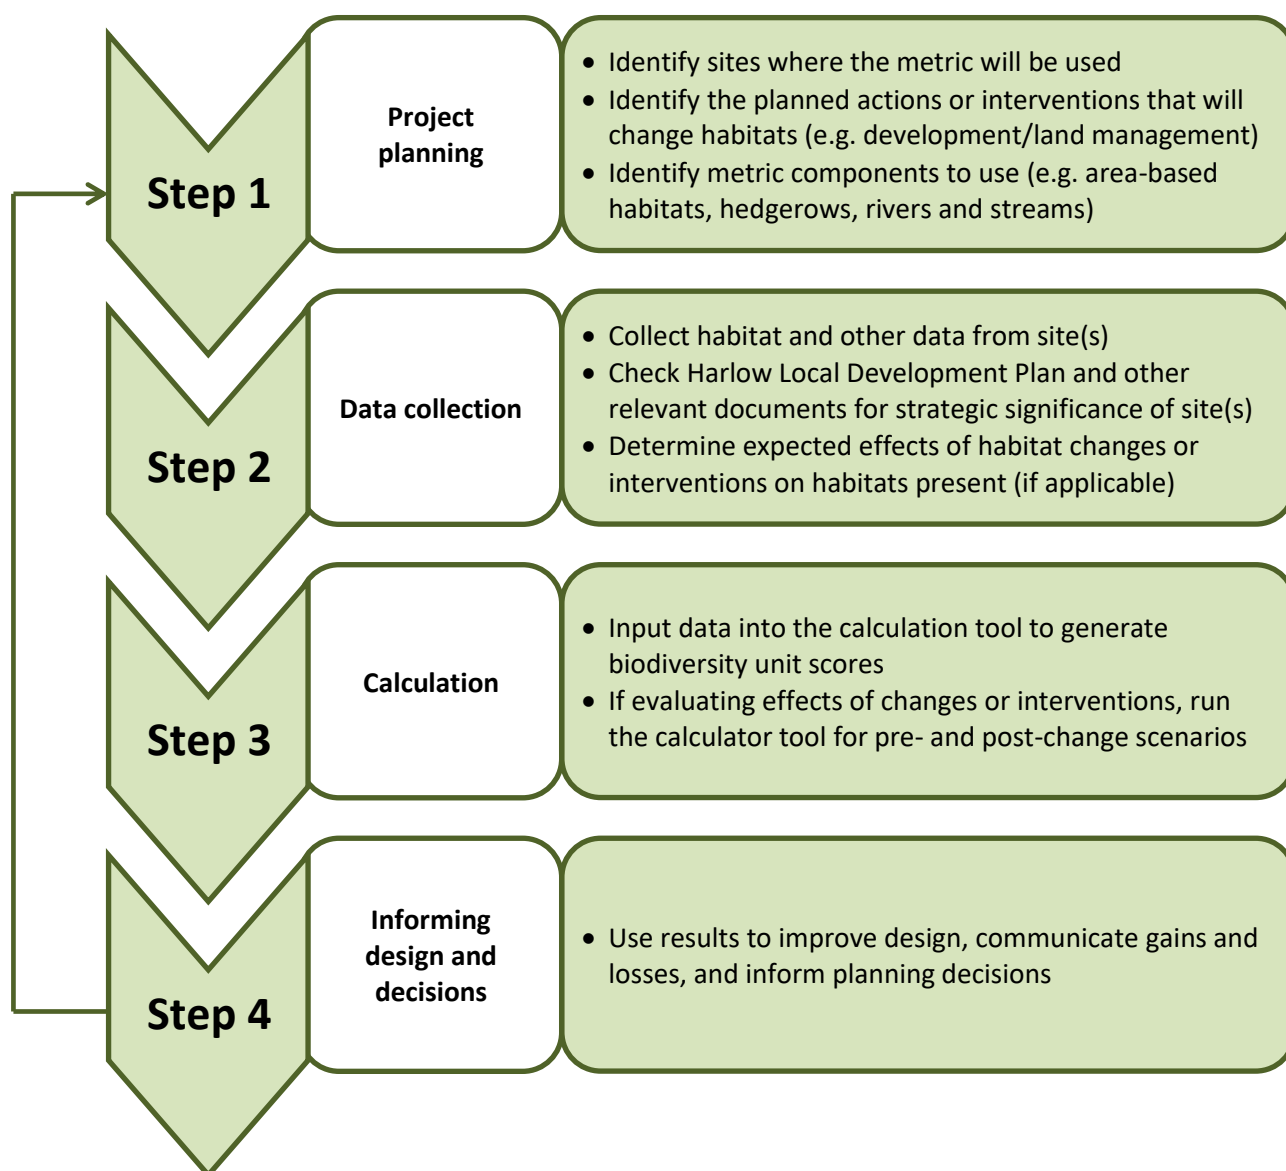 Step 1
Project
planning
• Identify sites where the metric will be used
• Identify the planned actions or interventions that will
change habitats (e.g. development/land management)
• Identify metric components to use (e.g. area-based
habitats, hedgerows, rivers and streams)
Step 2
Data collection
• Collect habitat and other data from site(s)
• Check Harlow Local Development Plan and other
relevant documents for strategic significance of site(s)
• Determine expected effects of habitat changes or
interventions on habitats present (if applicable)
Step 3
Calculation
• Input data into the calculation tool to generate
biodiversity unit scores
• If evaluating effects of changes or interventions, run
the calculator tool for pre- and post-change scenarios
Step 4
Informing
design and
decisions
• Use results to improve design, communicate gains and
losses, and inform planning decisions